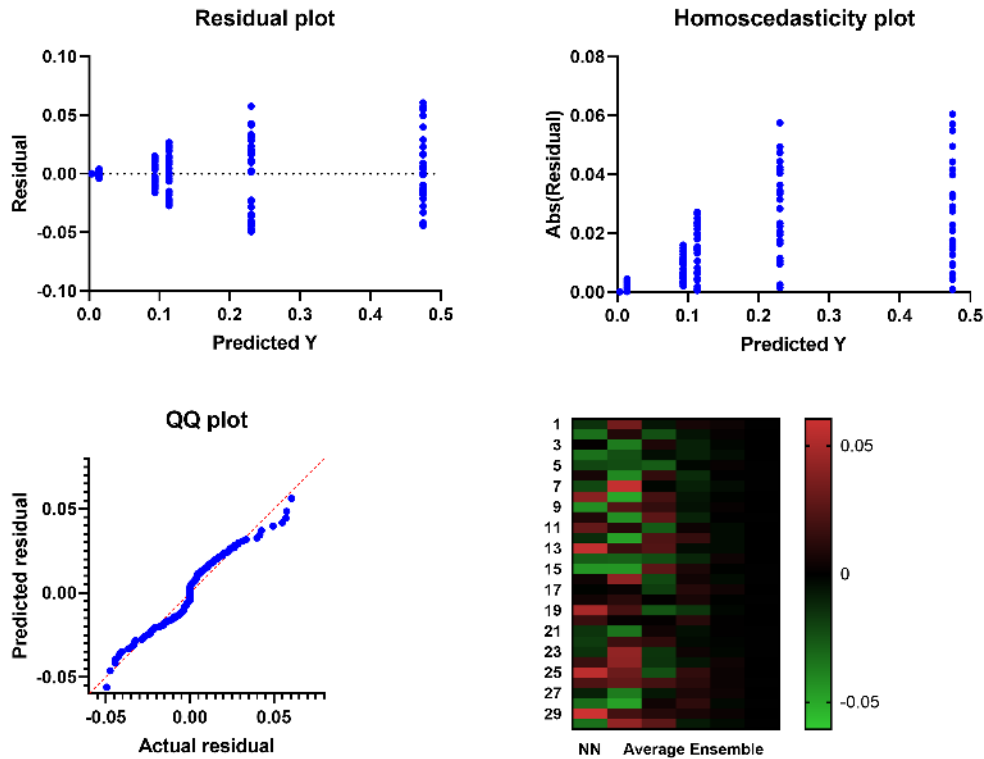 Residual plot
0.10
0.05
0.00
-0.05
-0.10
Residual
0.0 0.1 0.2 0.3 0.4 0.5
Predicted Y
Homoscedasticity plot
0.08
0.06
0.04
0.02
0.00
Abs(Residual)
0.0 0.1 0.2 0.3 0.4 0.5
Predicted Y
QQ plot
0.05
0.00
-0.05
Predicted residual
-0.05 0.00 0.05
Actual residual
1
3
5
7
9
11
13
15
17
19
21
23
25
27
29
NN Average Ensemble
0.05
0
-0.05